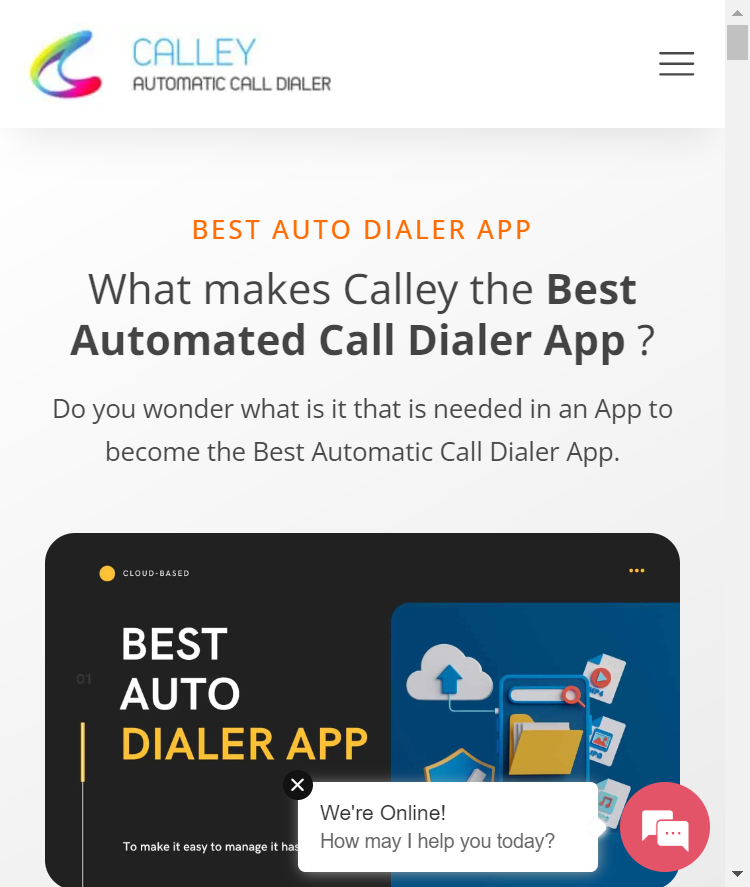 CALLEY
AUTOMATIC CALL DIALER
BEST AUTO DIALER APP
What makes Calley the Best
Automated Call Dialer App ?
Do you wonder what is it that is needed in an App to
become the Best Automatic Call Dialer App.
CLOUD-BASED
BEST
01
AUTO
DIALER APP
MP4
JPG
To make it easy to manage it has
We're Online!
How may I help you today?